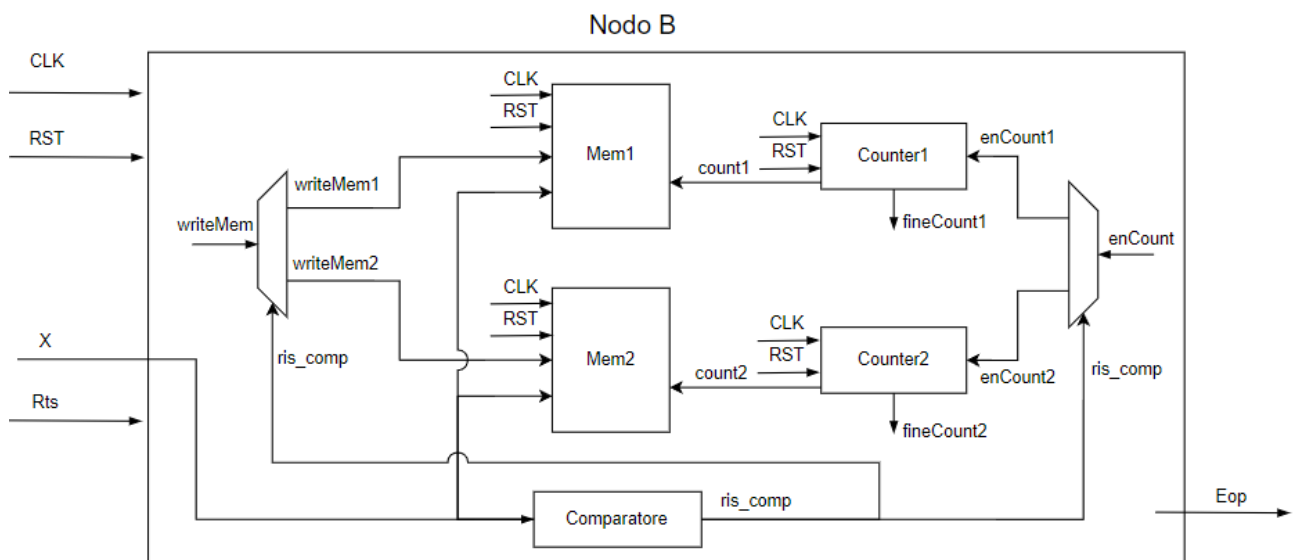 Nodo B
CLK
RST
X
Rts
writeMem
writeMem1
writeMem2
ris_comp
CLK
RST
Mem1
count1
CLK
RST
Counter1
fineCount1
enCount1
enCount
CLK
RST
Mem2
count2
CLK
RST
Counter2
fineCount2
enCount2
ris_comp
Comparatore
ris_comp
Eop